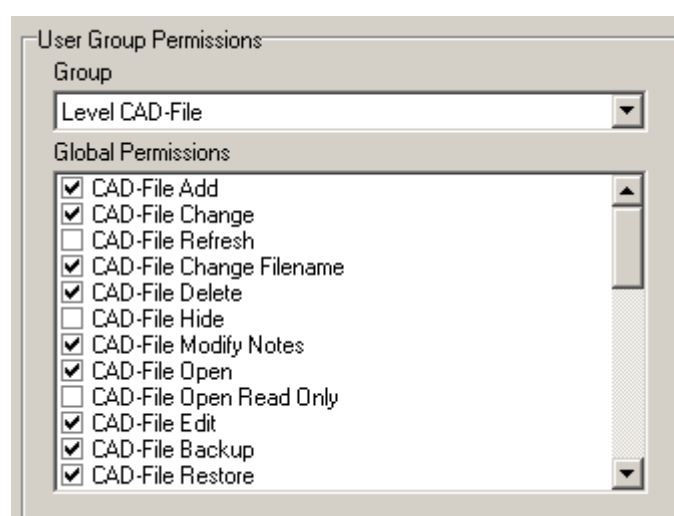 User Group Permissions
Group
Level CAD-File
Global Permissions
CAD-File Add
CAD-File Change
CAD-File Refresh
CAD-File Change Filename
CAD-File Delete
CAD-File Hide
CAD-File Modify Notes
CAD-File Open
CAD-File Open Read Only
CAD-File Edit
CAD-File Backup
CAD-File Restore